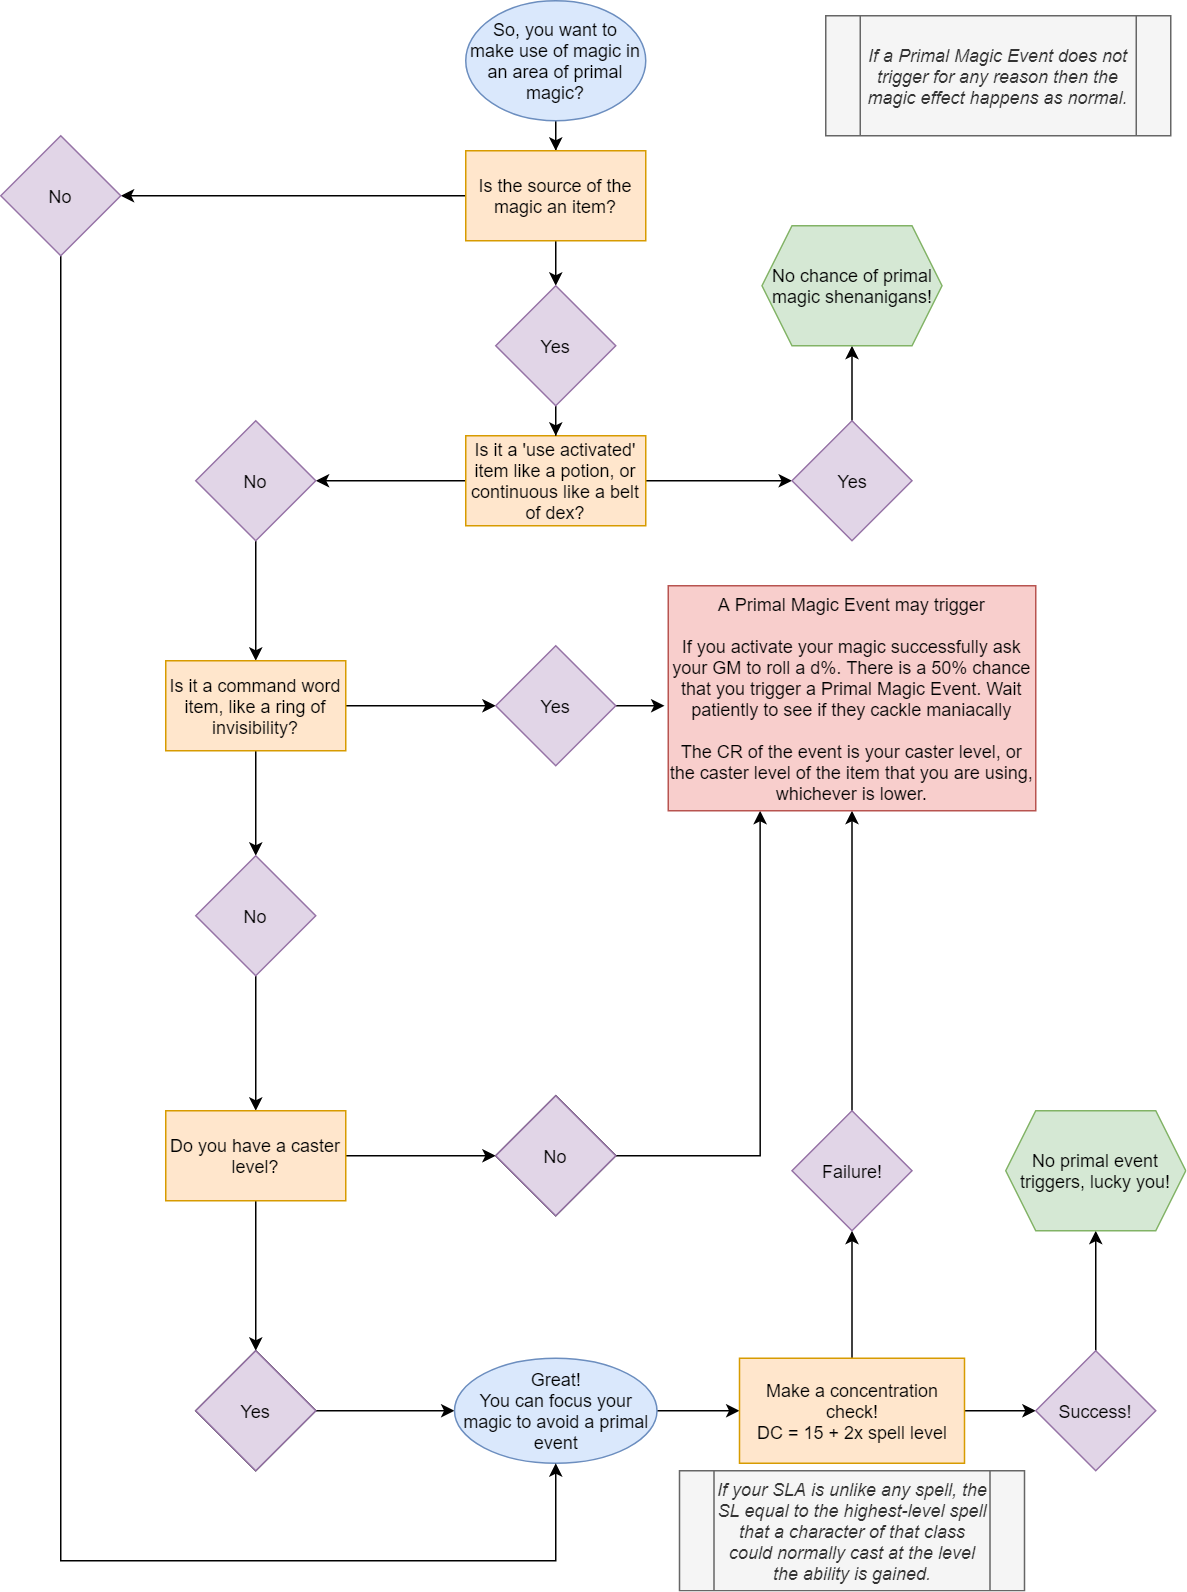 So, you want to
make use of magic in
an area of primal
magic?
If a Primal Magic Event does not
trigger for any reason then the
magic effect happens as normal.
No
Is the source of the
magic an item?
No chance of primal
magic shenanigans!
Yes
No
Is it a 'use activated'
item like a potion, or
continuous like a belt
of dex?
Yes
A Primal Magic Event may trigger
If you activate your magic successfully ask
your GM to roll a d%. There is a 50% chance
that you trigger a Primal Magic Event. Wait
patiently to see if they cackle maniacally
The CR of the event is your caster level, or
the caster level of the item that you are using,
whichever is lower.
Is it a command word
item, like a ring of
invisibility?
Yes
No
Do you have a caster
level?
No
Failure!
No primal event
triggers, lucky you!
Yes
Great!
You can focus your
magic to avoid a primal
event
Make a concentration
check!
DC = 15 + 2x spell level
Success!
If your SLA is unlike any spell, the
SL equal to the highest-level spell
that a character of that class
could normally cast at the level
the ability is gained.